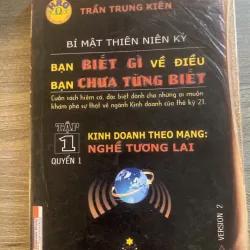 TRẦN TRUNG KIÊN
BÍ MẬT THIÊN NIÊN KỶ
BẠN BIẾT GÌ VỀ ĐIỀU
BẠN CHƯA TỪNG BIẾT
Cuốn sách hiếm có, đặc biệt dành cho những ai muốn
khám phá sự thật về ngành Kinh doanh của thế kỷ 21.
TẬP
1
QUYỂN 1
KINH DOANH THEO MẠNG:
NGHỀ TƯƠNG LAI
VERSION 2